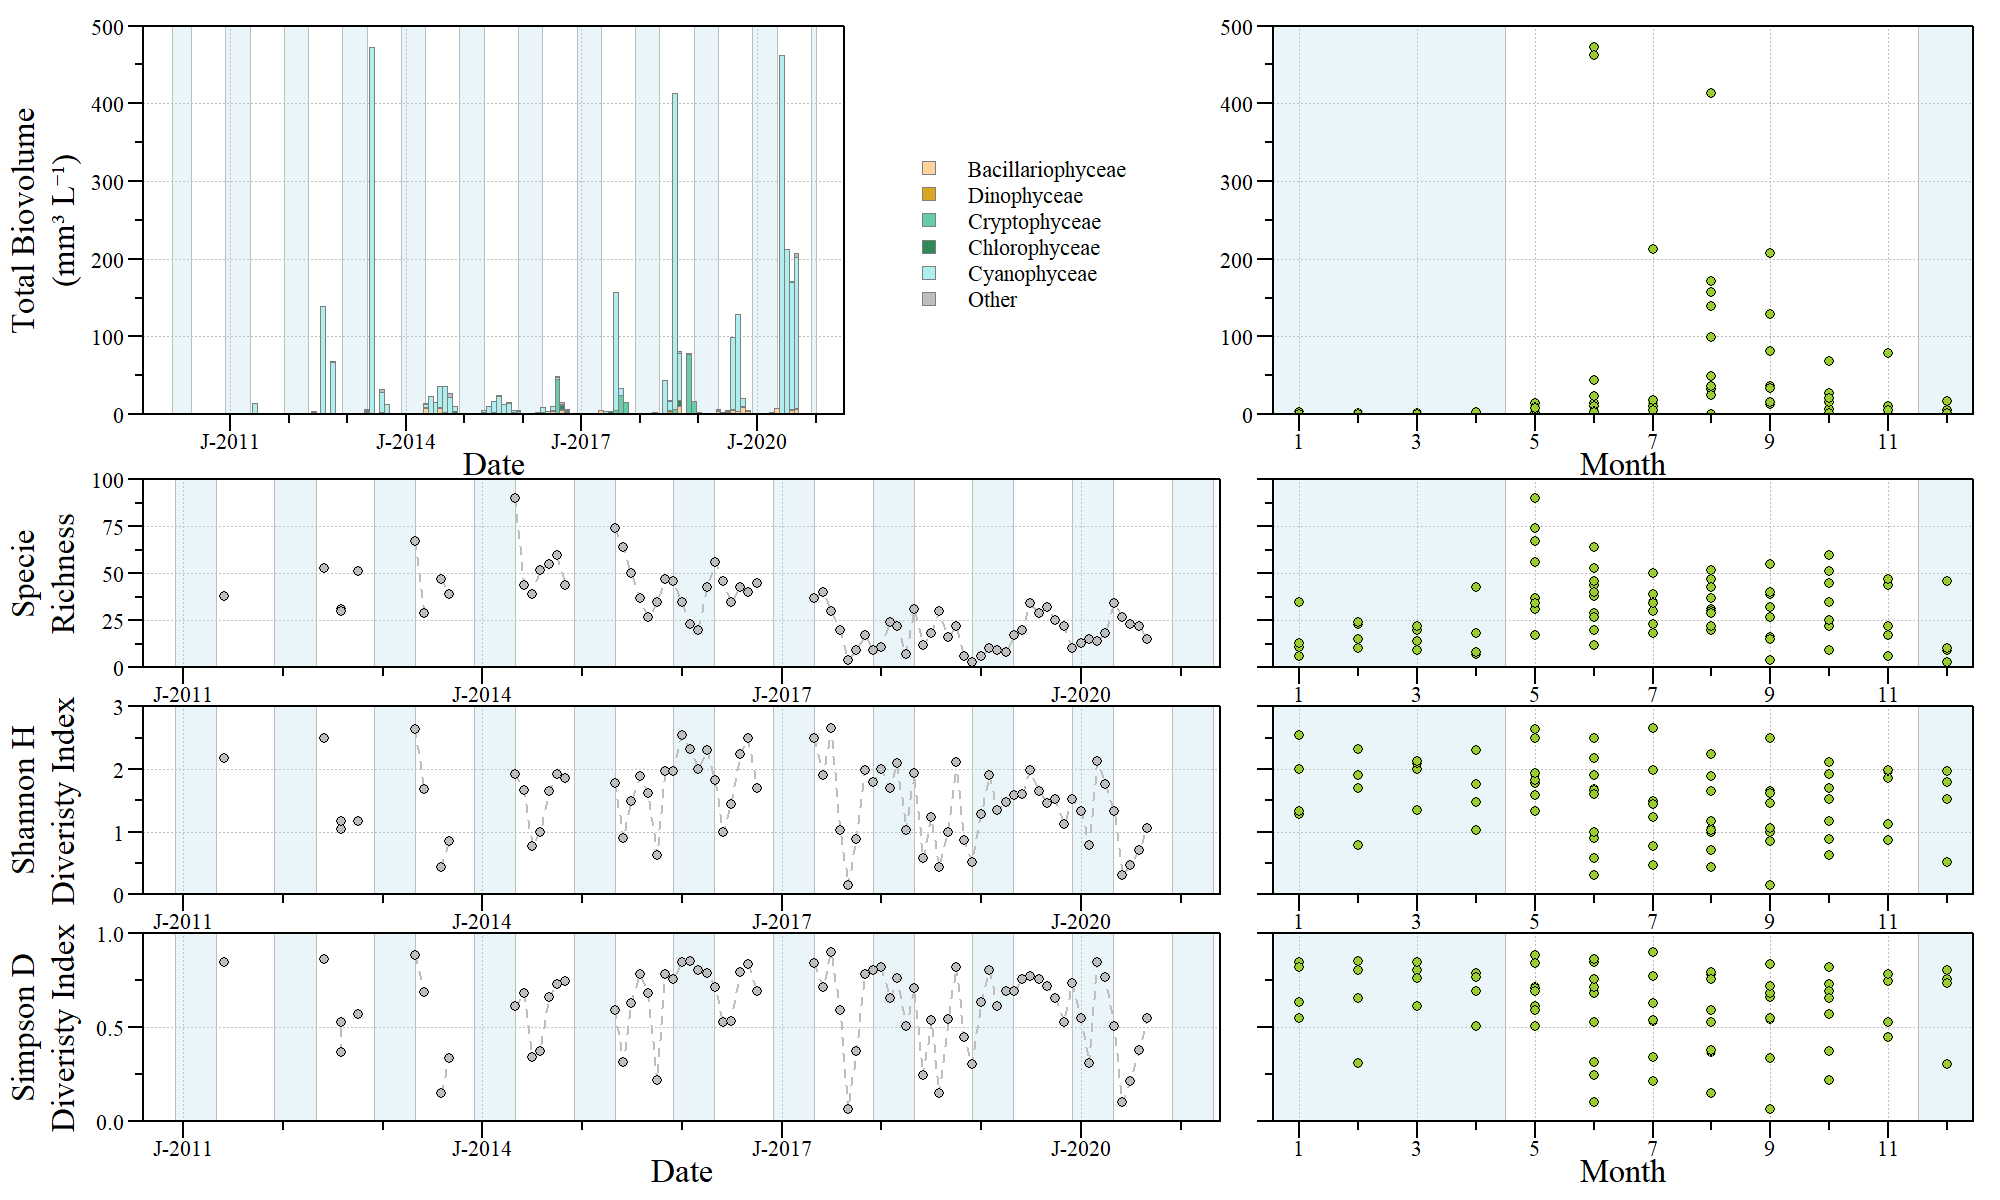 500
400
300
200
100
0
Total Biovolume
(mm³ L⁻¹)
J-2011 J-2014 J-2017 J-2020
Date
Bacillariophyceae
Dinophyceae
Cryptophyceae
Chlorophyceae
Cyanophyceae
Other
500
400
300
200
100
0
1 3 5 7 9 11
Month
100
75
50
25
0
Specie
Richness
J-2011 J-2014 J-2017 J-2020
1 3 5 7 9 11
3
2
1
0
Shannon H
Diveristy Index
J-2011 J-2014 J-2017 J-2020
1 3 5 7 9 11
1.0
0.5
0.0
Simpson D
Diveristy Index
J-2011 J-2014 J-2017 J-2020
Date
1 3 5 7 9 11
Month